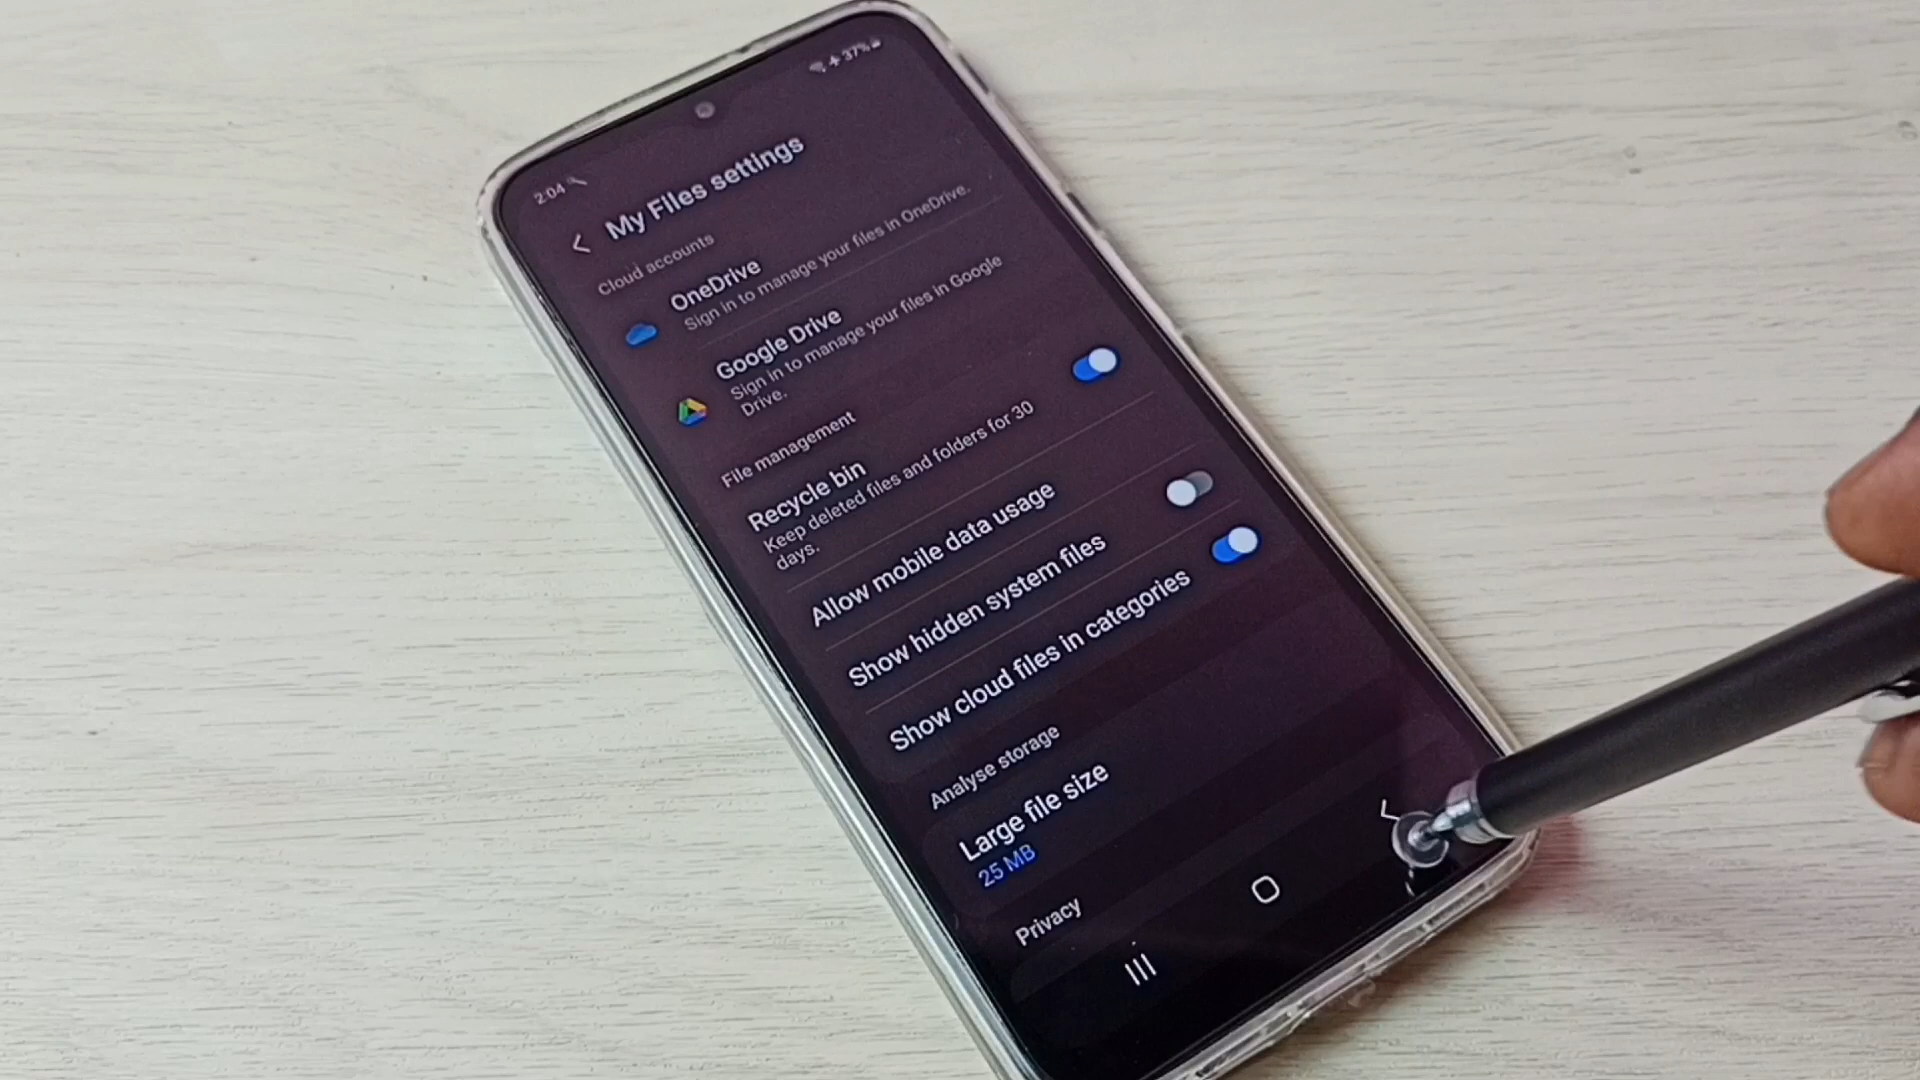 2:04
37%
My Files settings
Cloud accounts
OneDrive
Sign in to manage your files in OneDrive.
Google Drive
Sign in to manage your files in Google
Drive.
File management
Recycle bin
Keep deleted files and folders for 30
days.
Allow mobile data usage
Show hidden system files
Show cloud files in categories
Analyse storage
Large file size
25 MB
Privacy